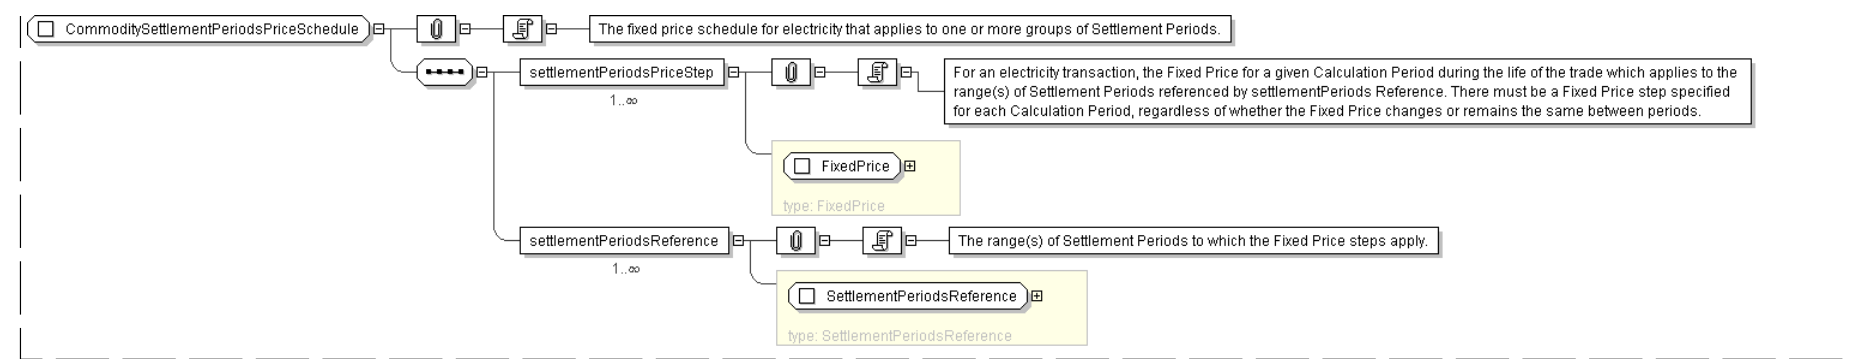 CommoditySettlementPeriodsPriceSchedule
The fixed price schedule for electricity that applies to one or more groups of Settlement Periods.
settlementPeriodsPriceStep
1..∞
For an electricity transaction, the Fixed Price for a given Calculation Period during the life of the trade which applies to the
range(s) of Settlement Periods referenced by settlementPeriods Reference. There must be a Fixed Price step specified
for each Calculation Period, regardless of whether the Fixed Price changes or remains the same between periods.
FixedPrice
type: FixedPrice
settlementPeriodsReference
1..∞
The range(s) of Settlement Periods to which the Fixed Price steps apply.
SettlementPeriodsReference
type: SettlementPeriodsReference